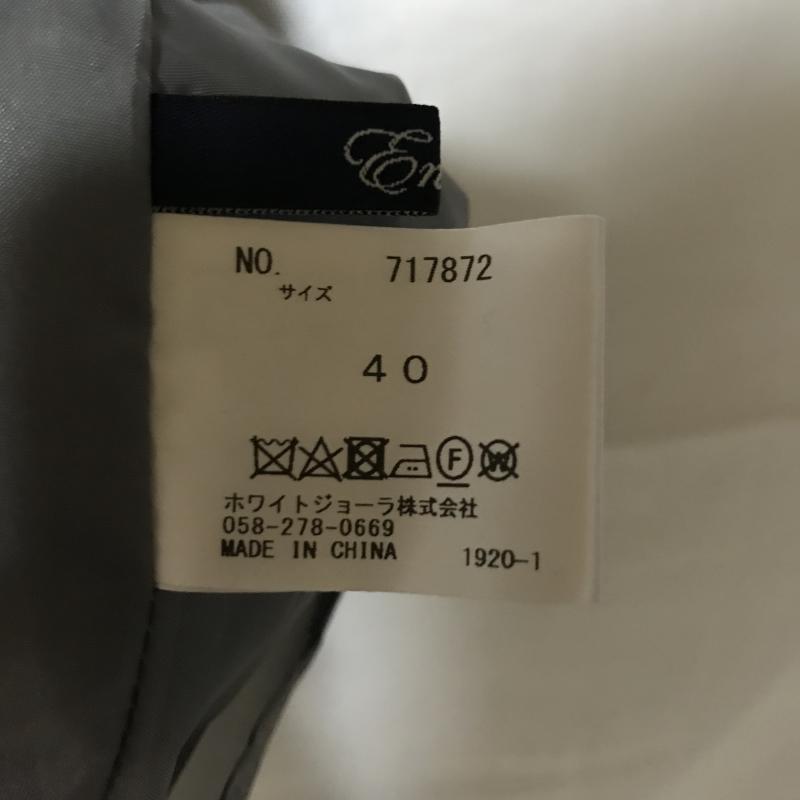 En
NO. 717872
サイズ
40
F W
ホワイトジョーラ株式会社
058-278-0669
MADE IN CHINA 1920-1